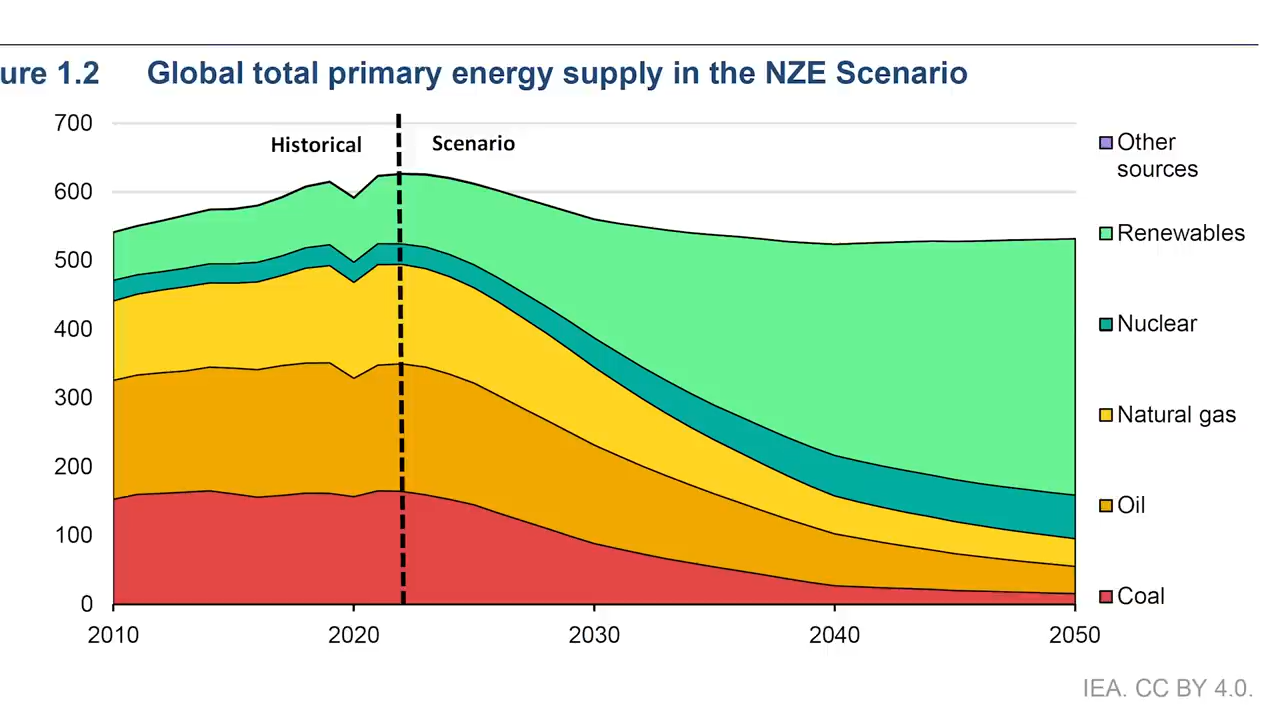 ure 1.2 Global total primary energy supply in the NZE Scenario
700
Historical
Scenario
Other
sources
600
Renewables
500
400
Nuclear
300
Natural gas
200
Oil
100
Coal
0
2010 2020 2030 2040 2050
IEA. CC BY 4.0.